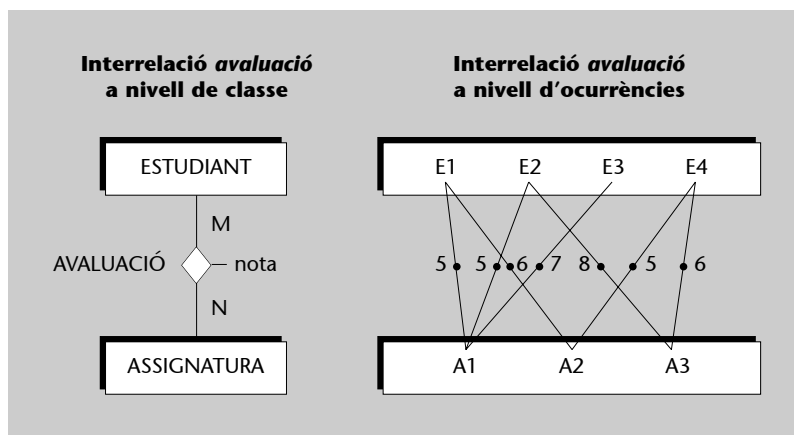 Interrelació avaluació
a nivell de classe
Interrelació avaluació
a nivell d'ocurrències
ESTUDIANT
M
AVALUACIÓ
nota
N
ASSIGNATURA
E1 E2 E3 E4
5 5 6 7 8 5 6
A1 A2 A3